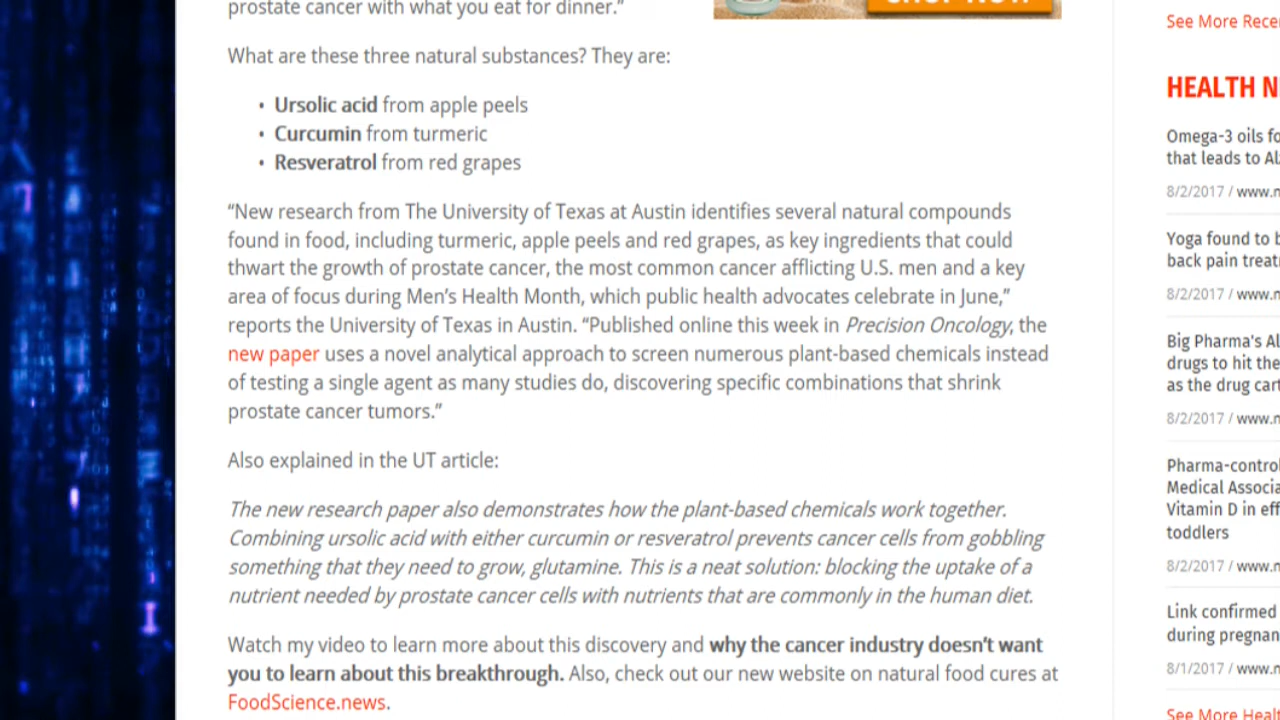 prostate cancer with what you eat for dinner.”
SHOP NOW
What are these three natural substances? They are:
• Ursolic acid from apple peels
• Curcumin from turmeric
• Resveratrol from red grapes
“New research from The University of Texas at Austin identifies several natural compounds
found in food, including turmeric, apple peels and red grapes, as key ingredients that could
thwart the growth of prostate cancer, the most common cancer afflicting U.S. men and a key
area of focus during Men’s Health Month, which public health advocates celebrate in June,”
reports the University of Texas in Austin. “Published online this week in Precision Oncology, the
new paper uses a novel analytical approach to screen numerous plant-based chemicals instead
of testing a single agent as many studies do, discovering specific combinations that shrink
prostate cancer tumors.”
Also explained in the UT article:
The new research paper also demonstrates how the plant-based chemicals work together.
Combining ursolic acid with either curcumin or resveratrol prevents cancer cells from gobbling
something that they need to grow, glutamine. This is a neat solution: blocking the uptake of a
nutrient needed by prostate cancer cells with nutrients that are commonly in the human diet.
Watch my video to learn more about this discovery and why the cancer industry doesn’t want
you to learn about this breakthrough. Also, check out our new website on natural food cures at
FoodScience.news.
See More Rece
HEALTH N
Omega-3 oils fo
that leads to Al
8/2/2017 / www.n
Yoga found to b
back pain treat
8/2/2017 / www.n
Big Pharma's Al
drugs to hit the
as the drug cart
8/2/2017 / www.n
Pharma-control
Medical Associa
Vitamin D in eff
toddlers
8/2/2017 / www.n
Link confirmed
during pregnan
8/1/2017 / www.n
See More Healt